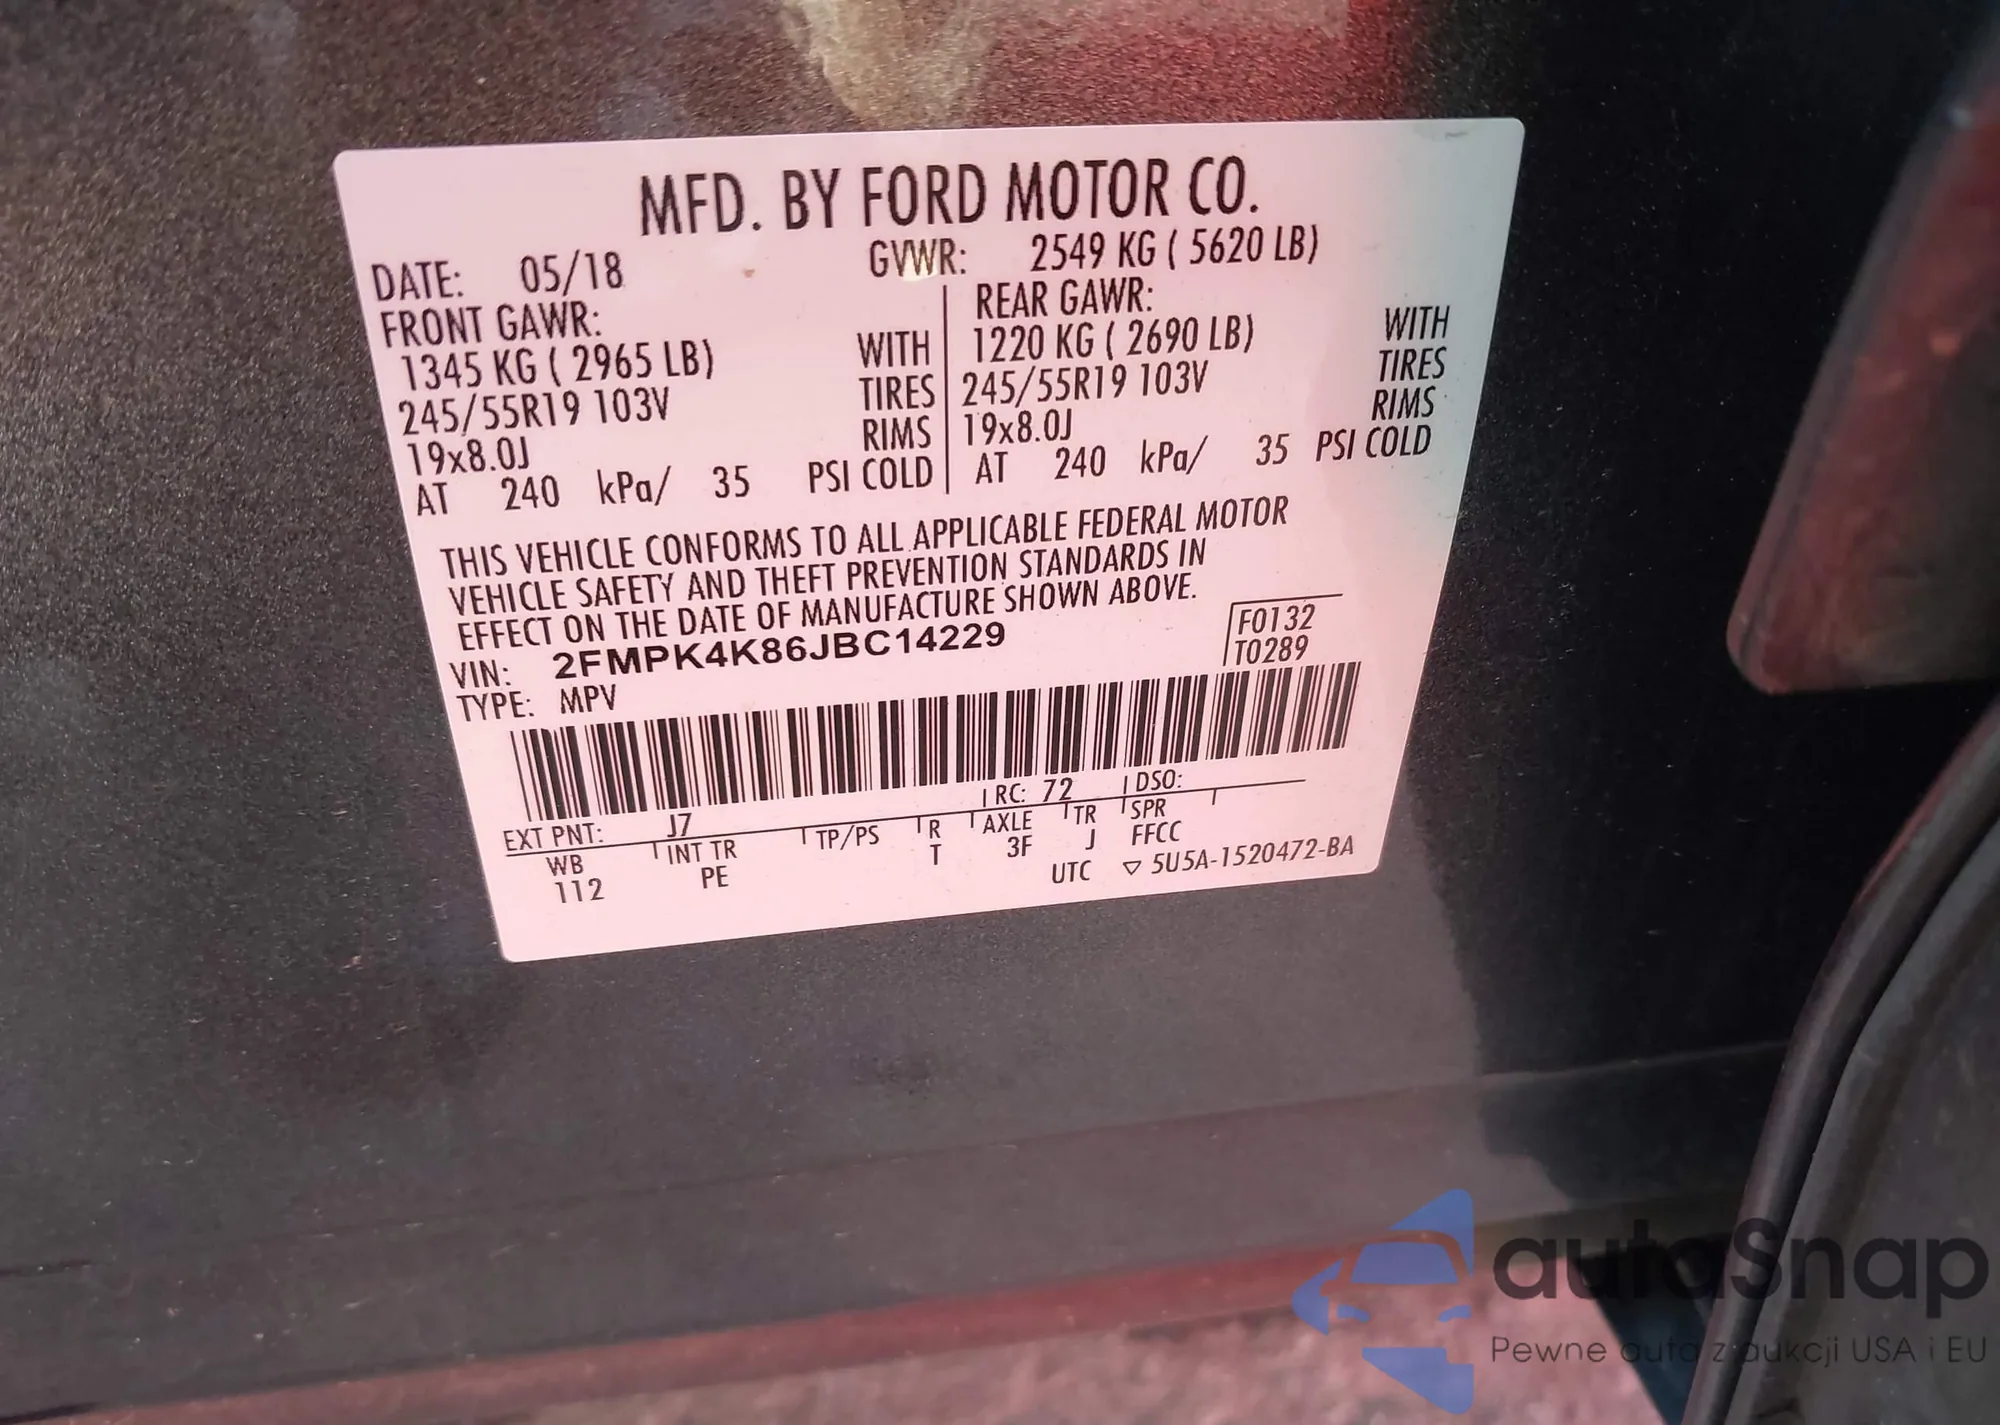 MFD. BY FORD MOTOR CO.
DATE: 05/18 GVWR: 2549 KG ( 5620 LB)
FRONT GAWR: REAR GAWR:
1345 KG ( 2965 LB) WITH 1220 KG ( 2690 LB) WITH
245/55R19 103V TIRES 245/55R19 103V TIRES
19x8.0J RIMS 19x8.0J RIMS
AT 240 kPa/ 35 PSI COLD AT 240 kPa/ 35 PSI COLD
THIS VEHICLE CONFORMS TO ALL APPLICABLE FEDERAL MOTOR
VEHICLE SAFETY AND THEFT PREVENTION STANDARDS IN
EFFECT ON THE DATE OF MANUFACTURE SHOWN ABOVE.
VIN: 2FMPK4K86JBC14229 F0132
TYPE: MPV T0289
EXT PNT: J7 RC: 72 DSO:
WB INT TR TP/PS R AXLE TR SPR
112 PE T 3F J FFCC
UTC ▽ 5U5A-1520472-BA
autoSnap
Pewne auta z aukcji USA i EU